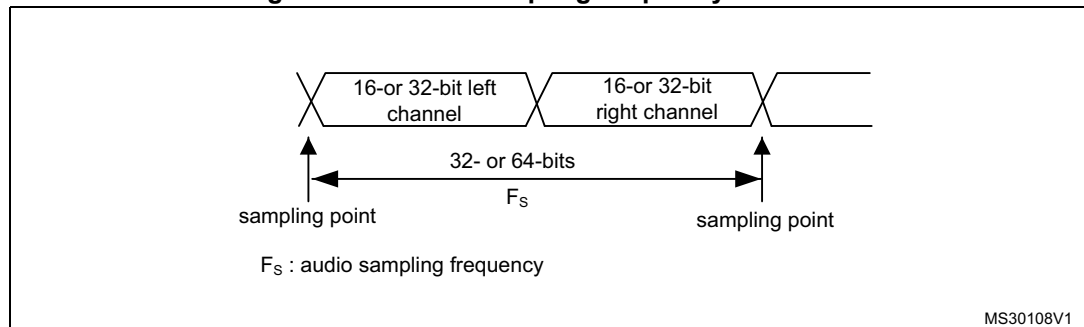 16-or 32-bit left
channel
16-or 32-bit
right channel
32- or 64-bits
FS
sampling point
sampling point
FS : audio sampling frequency
MS30108V1